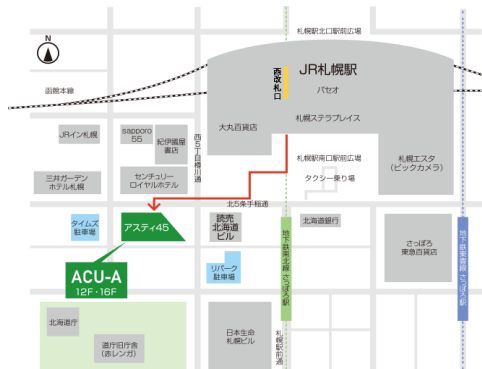 N
札幌駅北口駅前広場
函館本線
JR札幌駅
西改札口
パセオ
札幌ステラプレイス
大丸百貨店
JRイン札幌
sapporo
55
紀伊國屋
書店
西5丁目樽川通
札幌駅南口駅前広場
タクシー乗り場
札幌エスタ
(ビックカメラ)
三井ガーデン
ホテル札幌
センチュリー
ロイヤルホテル
北5条手稲通
タイムズ
駐車場
アスティ45
読売
北海道
ビル
北海道銀行
地下鉄南北線 さっぽろ駅
さっぽろ
東急百貨店
地下鉄東豊線 さっぽろ駅
リパーク
駐車場
ACU-A
12F・16F
北海道庁
道庁旧庁舎
(赤レンガ)
日本生命
札幌ビル
札幌駅前通